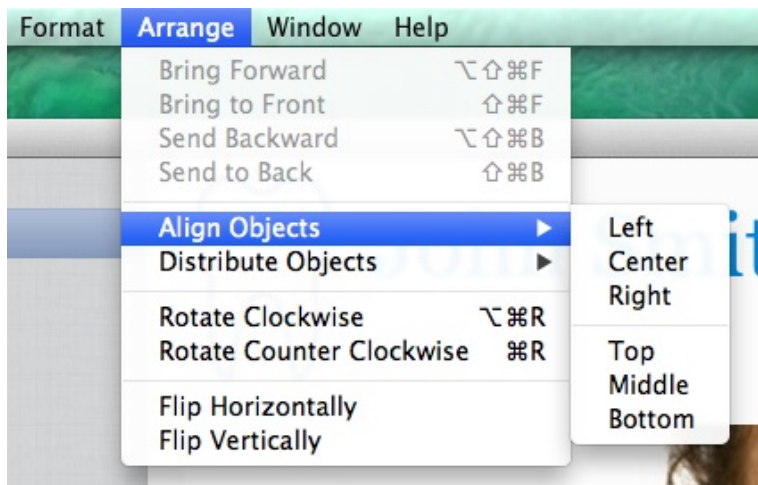 Format Arrange Window Help
Bring Forward ⌥⇧⌘F
Bring to Front ⇧⌘F
Send Backward ⌥⇧⌘B
Send to Back ⇧⌘B
Align Objects ▶
Distribute Objects ▶
Rotate Clockwise ⌥⌘R
Rotate Counter Clockwise ⌘R
Flip Horizontally
Flip Vertically
Left
Center
Right
Top
Middle
Bottom